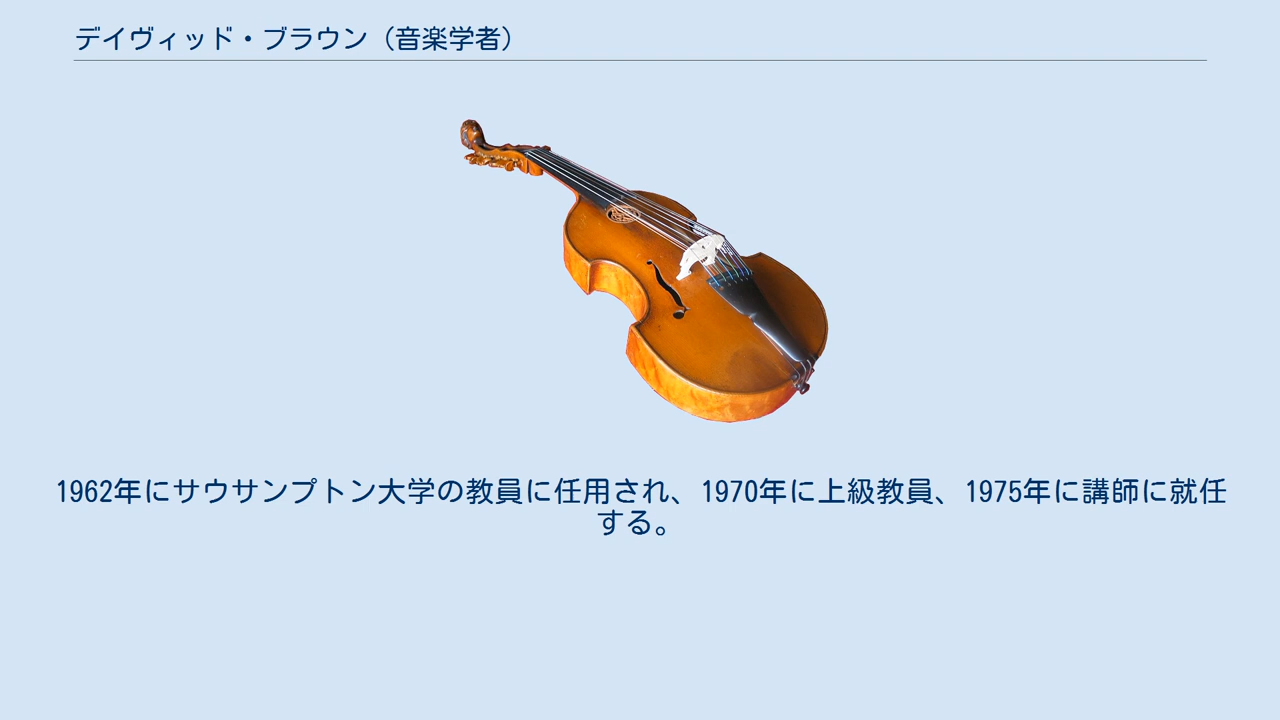 デイヴィッド・ブラウン（音楽学者）
1962年にサウサンプトン大学の教員に任用され、1970年に上級教員、1975年に講師に就任
する。